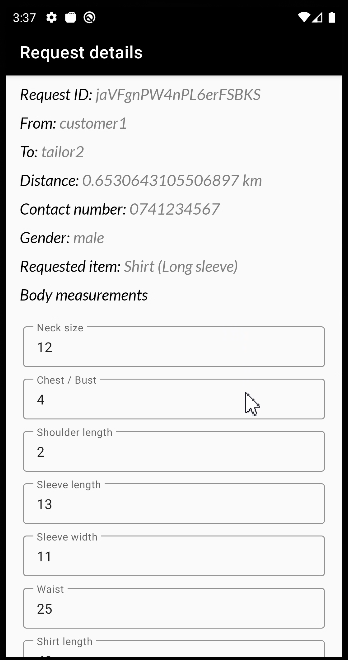 3:37
Request details
Request ID: jaVFgnPW4nPL6erFSBKS
From: customer1
To: tailor2
Distance: 0.6530643105506897 km
Contact number: 0741234567
Gender: male
Requested item: Shirt (Long sleeve)
Body measurements
Neck size
12
Chest / Bust
4
Shoulder length
2
Sleeve length
13
Sleeve width
11
Waist
25
Shirt length